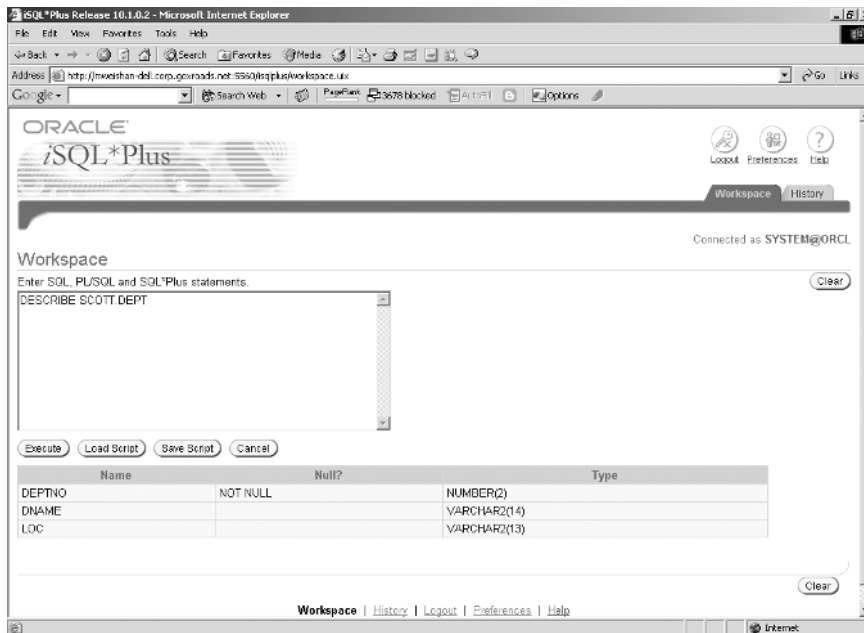 iSQL*Plus Release 10.1.0.2 - Microsoft Internet Explorer
File Edit View Favorites Tools Help
Back Search Favorites Media
Address http://mweishan-dell.corp.goxroads.net:5560/isqlplus/workspace.uix Go Links
Google Search Web PageRank 3678 blocked AutoFill Options
ORACLE
iSQL*Plus
Logout Preferences Help
Workspace History
Connected as SYSTEM@ORCL
Workspace
Enter SQL, PL/SQL and SQL*Plus statements. Clear
DESCRIBE SCOTT.DEPT
Execute Load Script Save Script Cancel
Name Null? Type
DEPTNO NOT NULL NUMBER(2)
DNAME VARCHAR2(14)
LOC VARCHAR2(13)
Clear
Workspace | History | Logout | Preferences | Help
Internet